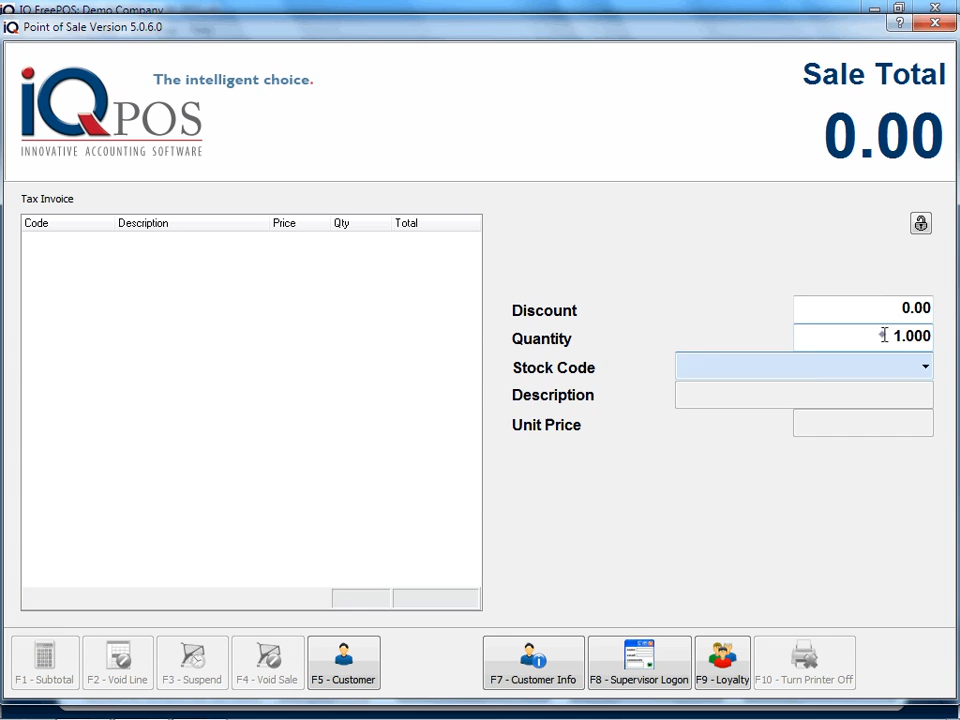 IQ FreePOS: Demo Company
iQ Point of Sale Version 5.0.6.0
?
The intelligent choice.
iQ POS
INNOVATIVE ACCOUNTING SOFTWARE
Sale Total
0.00
Tax Invoice
Code Description Price Qty Total
Discount 0.00
Quantity 1.000
Stock Code
Description
Unit Price
F1 - Subtotal F2 - Void Line F3 - Suspend F4 - Void Sale F5 - Customer F7 - Customer Info F8 - Supervisor Logon F9 - Loyalty F10 - Turn Printer Off